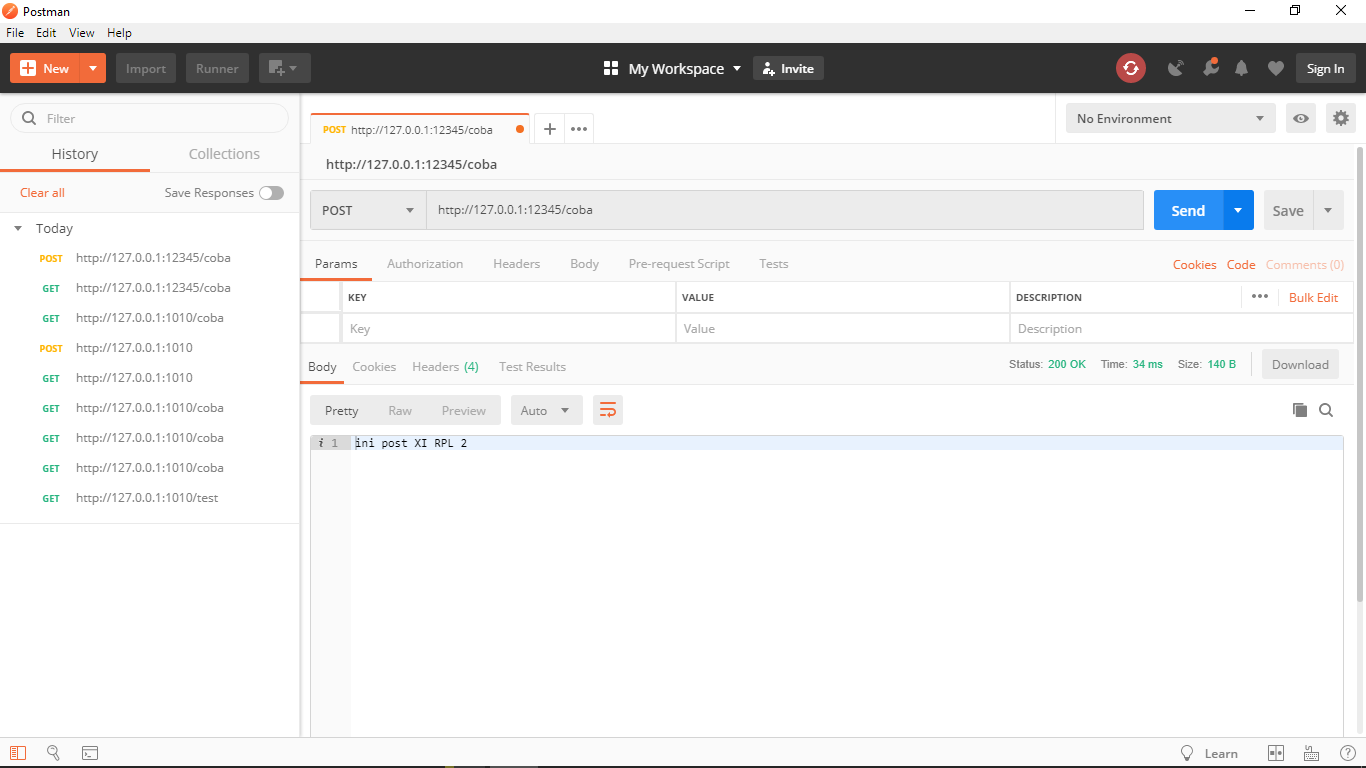 Postman
File Edit View Help
New Import Runner My Workspace Invite Sign In
Filter
History Collections
Clear all Save Responses
Today
POST http://127.0.0.1:12345/coba
GET http://127.0.0.1:12345/coba
GET http://127.0.0.1:1010/coba
POST http://127.0.0.1:1010
GET http://127.0.0.1:1010
GET http://127.0.0.1:1010/coba
GET http://127.0.0.1:1010/coba
GET http://127.0.0.1:1010/coba
GET http://127.0.0.1:1010/test
POST http://127.0.0.1:12345/coba
No Environment
http://127.0.0.1:12345/coba
POST http://127.0.0.1:12345/coba Send Save
Params Authorization Headers Body Pre-request Script Tests Cookies Code Comments (0)
KEY VALUE DESCRIPTION Bulk Edit
Key Value Description
Body Cookies Headers (4) Test Results Status: 200 OK Time: 34 ms Size: 140 B Download
Pretty Raw Preview Auto
i 1 ini post XI RPL 2
Learn